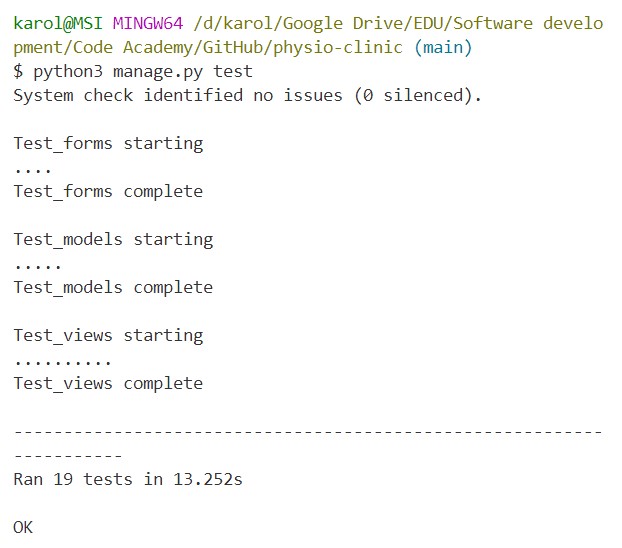 karol@MSI MINGW64 /d/karol/Google Drive/EDU/Software develo
pment/Code Academy/GitHub/physio-clinic (main)
$ python3 manage.py test
System check identified no issues (0 silenced).

Test_forms starting
....
Test_forms complete

Test_models starting
.....
Test_models complete

Test_views starting
..........
Test_views complete

-----------------------------------------------------------
-----------
Ran 19 tests in 13.252s

OK